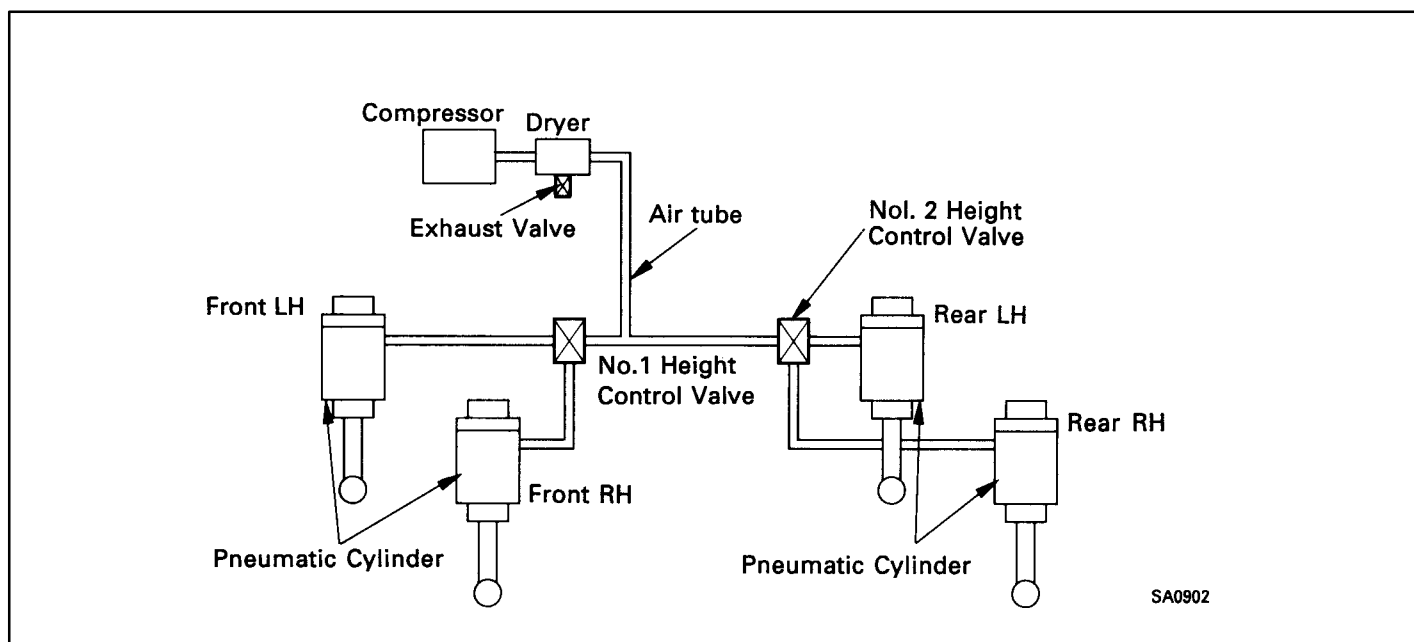 Compressor
Dryer
Exhaust Valve
Air tube
Nol. 2 Height
Control Valve
Front LH
Rear LH
No.1 Height
Control Valve
Rear RH
Front RH
Pneumatic Cylinder
Pneumatic Cylinder
SA0902